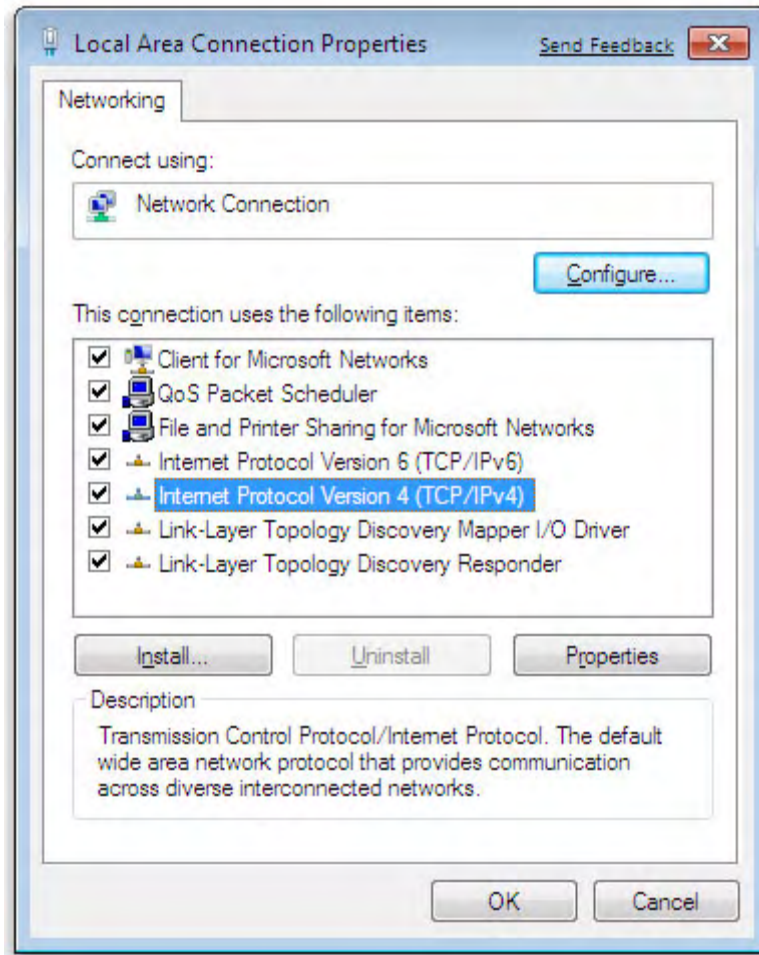 Local Area Connection Properties Send Feedback
Networking
Connect using:
Network Connection
Configure...
This connection uses the following items:
Client for Microsoft Networks
QoS Packet Scheduler
File and Printer Sharing for Microsoft Networks
Internet Protocol Version 6 (TCP/IPv6)
Internet Protocol Version 4 (TCP/IPv4)
Link-Layer Topology Discovery Mapper I/O Driver
Link-Layer Topology Discovery Responder
Install... Uninstall Properties
Description
Transmission Control Protocol/Internet Protocol. The default
wide area network protocol that provides communication
across diverse interconnected networks.
OK Cancel